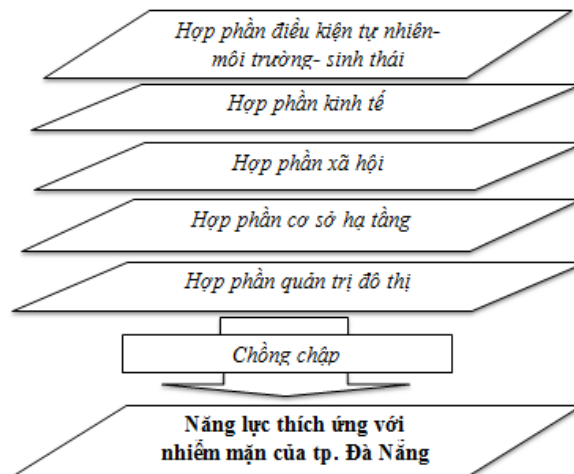 Hợp phần điều kiện tự nhiên-
môi trường- sinh thái
Hợp phần kinh tế
Hợp phần xã hội
Hợp phần cơ sở hạ tầng
Hợp phần quản trị đô thị
Chồng chập
Năng lực thích ứng với
nhiễm mặn của tp. Đà Nẵng